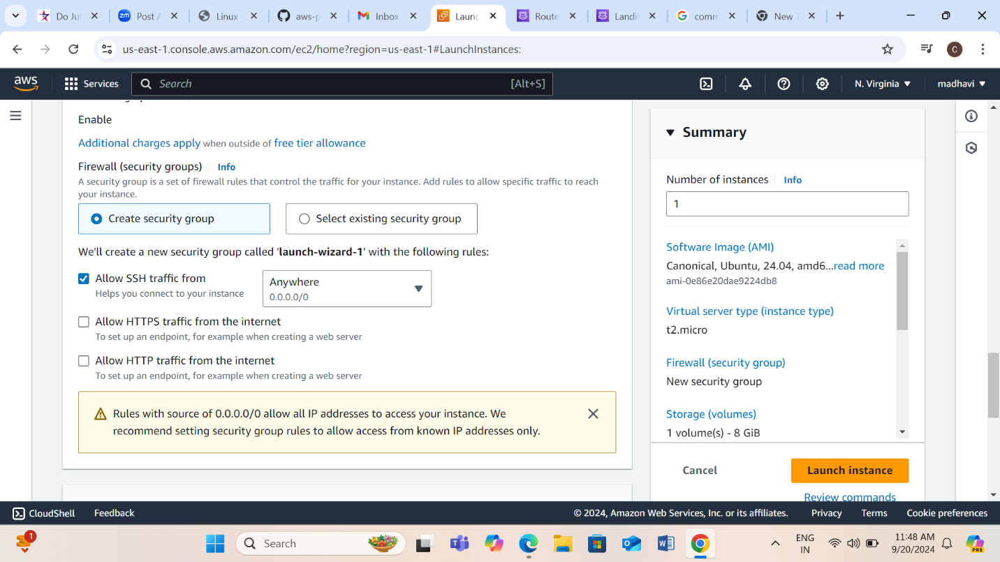 Do Jul
Post A
Linux
aws-p
Inbox
Launc
Route
Landi
comm
New T
us-east-1.console.aws.amazon.com/ec2/home?region=us-east-1#LaunchInstances:
C
aws
Services
Search
[Alt+S]
N. Virginia
madhavi
Enable
Additional charges apply when outside of free tier allowance
Firewall (security groups)
Info
A security group is a set of firewall rules that control the traffic for your instance. Add rules to allow specific traffic to reach
your instance.
Create security group
Select existing security group
We'll create a new security group called 'launch-wizard-1' with the following rules:
Allow SSH traffic from
Helps you connect to your instance
Anywhere
0.0.0.0/0
Allow HTTPS traffic from the internet
To set up an endpoint, for example when creating a web server
Allow HTTP traffic from the internet
To set up an endpoint, for example when creating a web server
Rules with source of 0.0.0.0/0 allow all IP addresses to access your instance. We
recommend setting security group rules to allow access from known IP addresses only.
Summary
Number of instances
Info
1
Software Image (AMI)
Canonical, Ubuntu, 24.04, amd6...read more
ami-0e86e20dae9224db8
Virtual server type (instance type)
t2.micro
Firewall (security group)
New security group
Storage (volumes)
1 volume(s) - 8 GiB
Cancel
Launch instance
Review commands
CloudShell
Feedback
© 2024, Amazon Web Services, Inc. or its affiliates.
Privacy
Terms
Cookie preferences
1
Search
ENG
IN
11:48 AM
9/20/2024
PRE